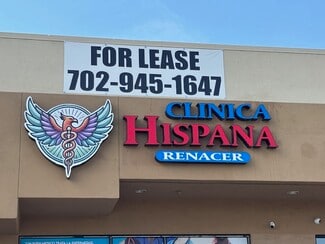 FOR LEASE
702-945-1647
CLINICA
HISPANA
RENACER